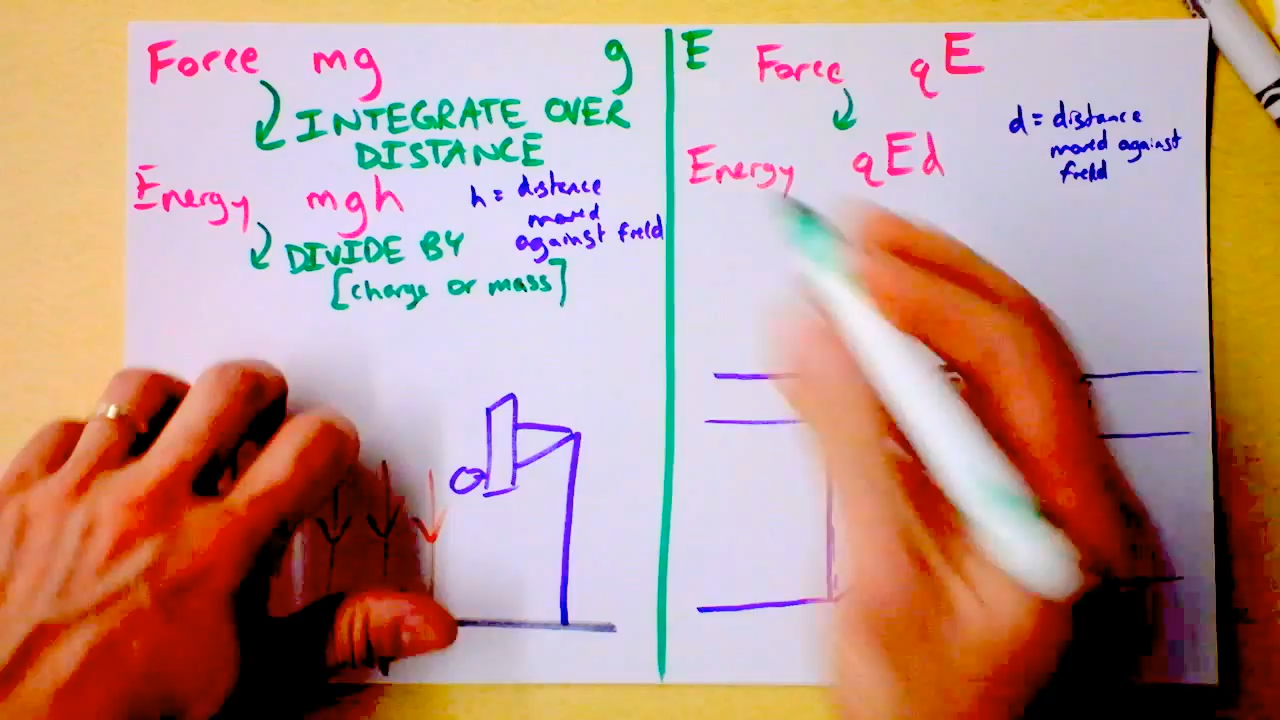 Force mg g
INTEGRATE OVER
DISTANCE
Energy mgh
h = distance
moved
against field
DIVIDE BY
[charge or mass]
E Force qE
Energy qEd
d = distance
moved against
field